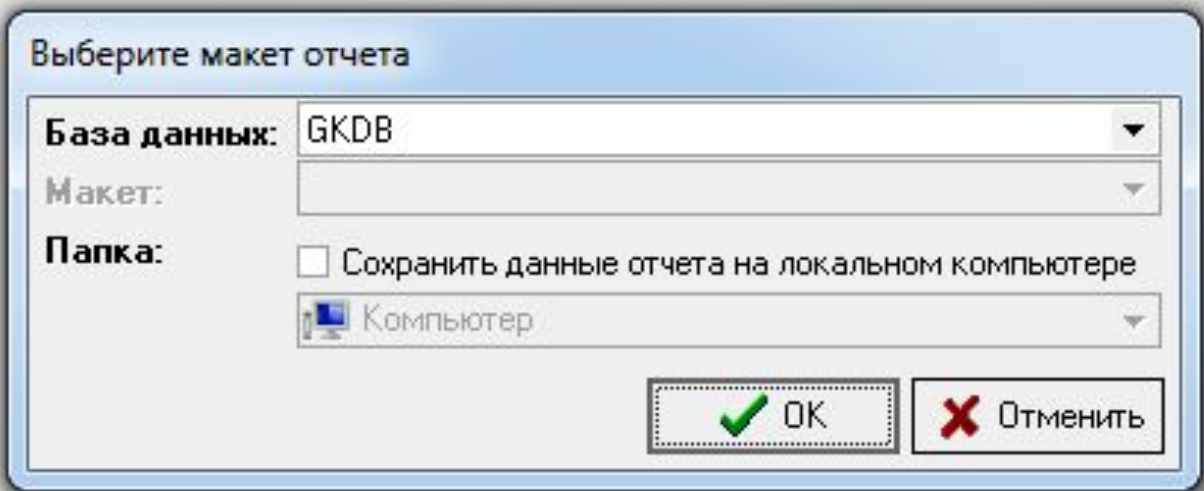 Выберите макет отчета
База данных: GKDB
Макет:
Папка: Сохранить данные отчета на локальном компьютере
Компьютер
OK Отменить